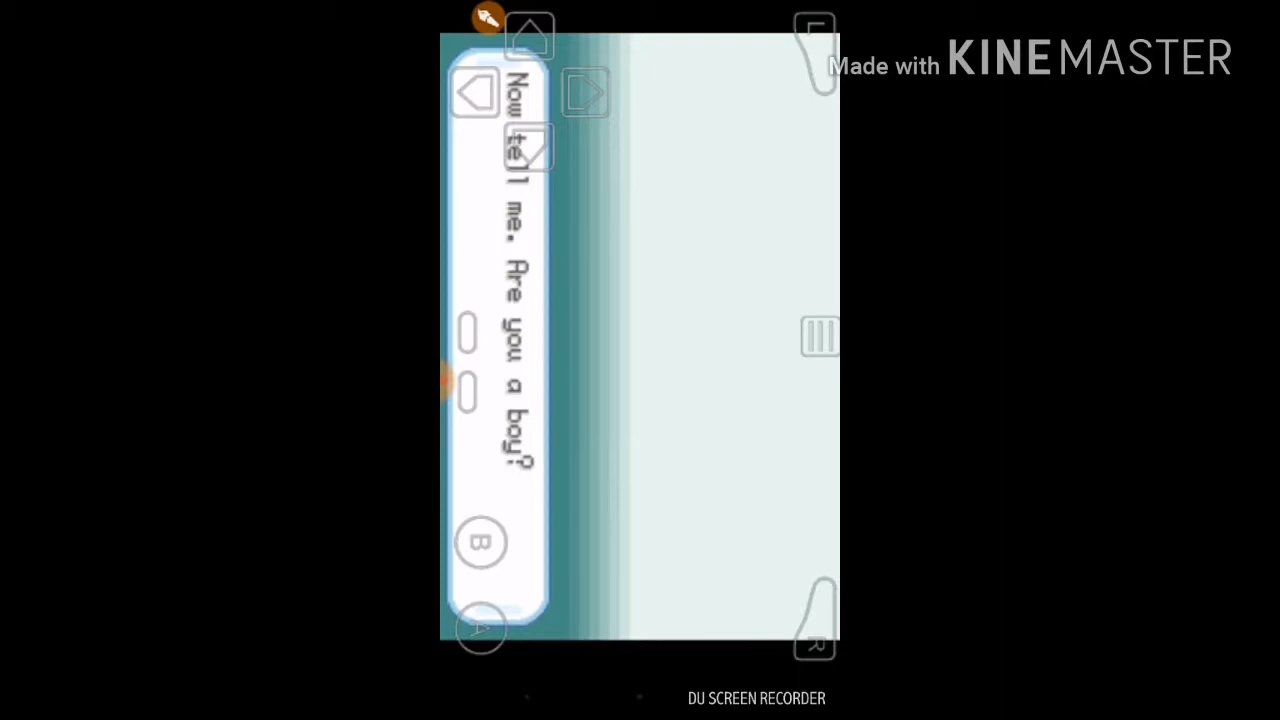 Made with KINEMASTER
L
Now tell me. Are you a boy?
B
A
R
DU SCREEN RECORDER